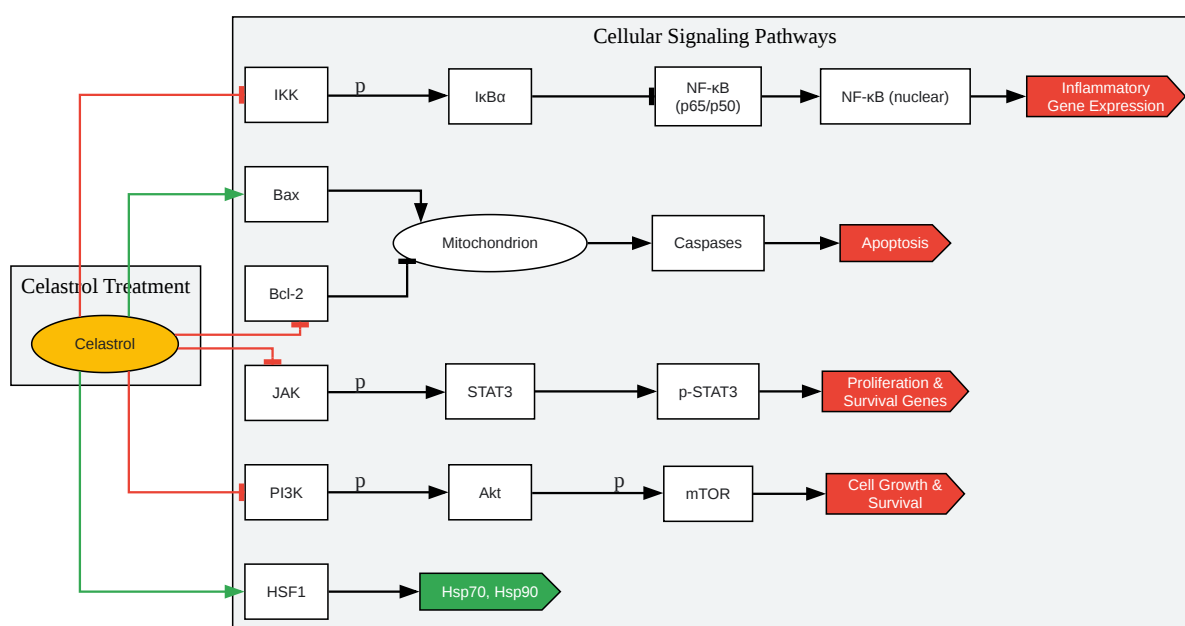 Cellular Signaling Pathways
IKK
p
IκBα
NF-κB
(p65/p50)
NF-κB (nuclear)
Inflammatory
Gene Expression
Bax
Mitochondrion
Caspases
Apoptosis
Celastrol Treatment
Bcl-2
Celastrol
JAK
p
STAT3
p-STAT3
Proliferation &
Survival Genes
PI3K
p
Akt
p
mTOR
Cell Growth &
Survival
HSF1
Hsp70, Hsp90